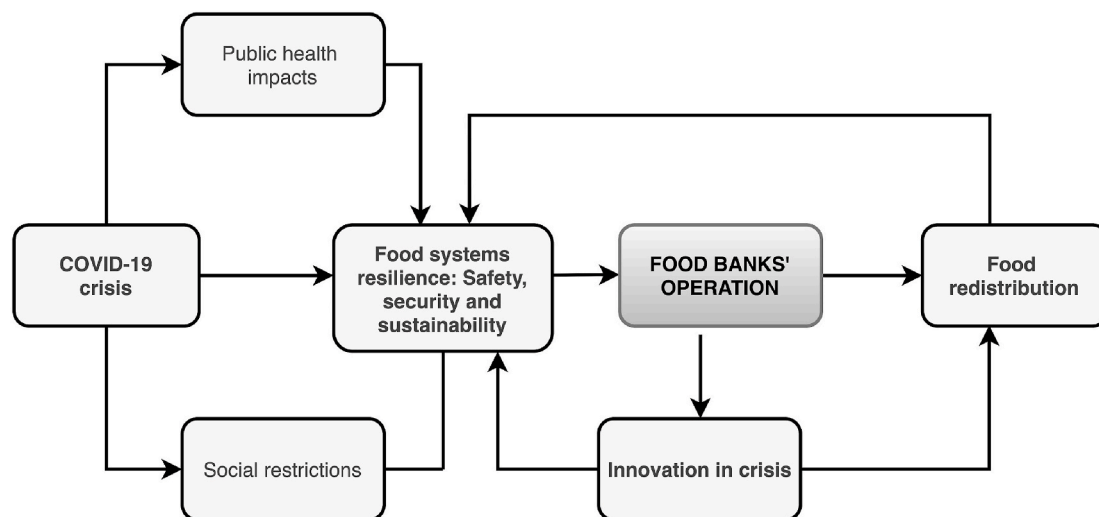 Public health
impacts
COVID-19
crisis
Food systems
resilience: Safety,
security and
sustainability
FOOD BANKS'
OPERATION
Food
redistribution
Social restrictions
Innovation in crisis